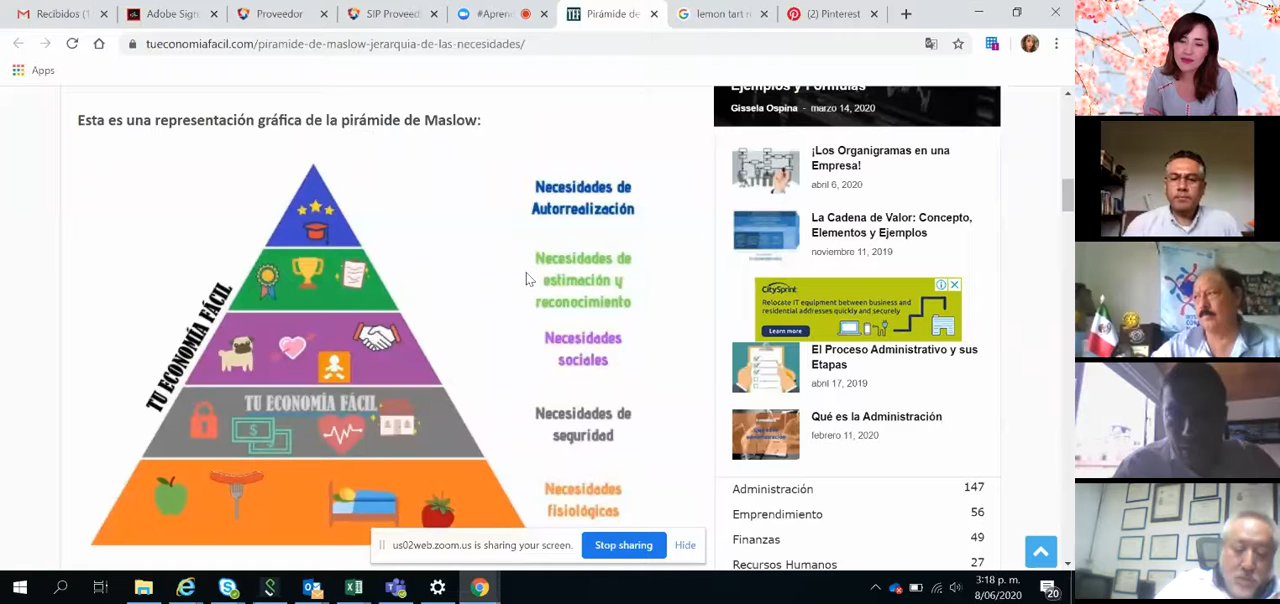 Recibidos (1
Adobe Sign
Proveedor
SIP Proveed
#Apren
Pirámide de
lemon tart r
(2) Pinterest
tueconomiafacil.com/piramide-de-maslow-jerarquia-de-las-necesidades/
Apps
Esta es una representación gráfica de la pirámide de Maslow:
TU ECONOMÍA FÁCIL
TU ECONOMÍA FÁCIL
Necesidades de
Autorrealización
Necesidades de
estimación y
reconocimiento
Necesidades
sociales
Necesidades de
seguridad
Necesidades
fisiológicas
Ejemplos y Fórmulas
Gissela Ospina - marzo 14, 2020
¡Los Organigramas en una
Empresa!
abril 6, 2020
La Cadena de Valor: Concepto,
Elementos y Ejemplos
noviembre 11, 2019
CitySprint
Relocate IT equipment between business and
residential addresses quickly and securely
Learn more
El Proceso Administrativo y sus
Etapas
abril 17, 2019
Qué es la Administración
febrero 11, 2020
Administración 147
Emprendimiento 56
Finanzas 49
Recursos Humanos 27
us02web.zoom.us is sharing your screen.
Stop sharing
Hide
3:18 p. m.
8/06/2020
20